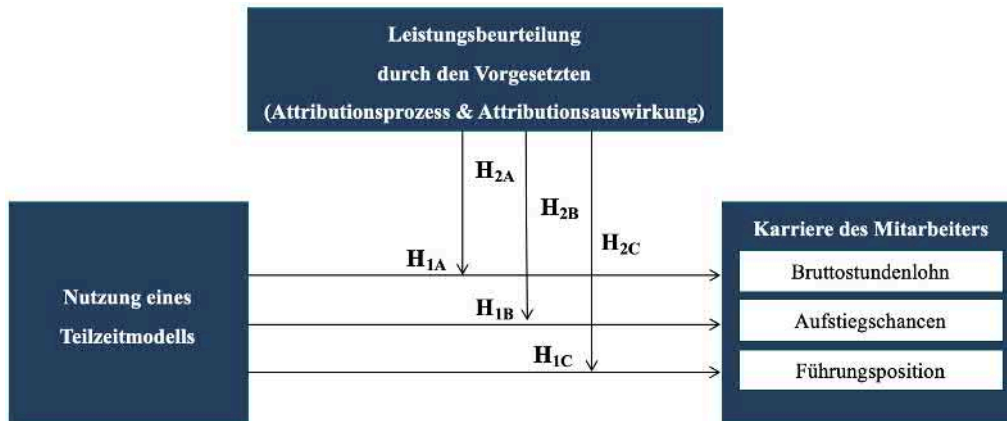 Leistungsbeurteilung
durch den Vorgesetzten
(Attributionsprozess & Attributionsauswirkung)
H2A
H2B
H2C
Nutzung eines
Teilzeitmodells
H1A
H1B
H1C
Karriere des Mitarbeiters
Bruttostundenlohn
Aufstiegschancen
Führungsposition